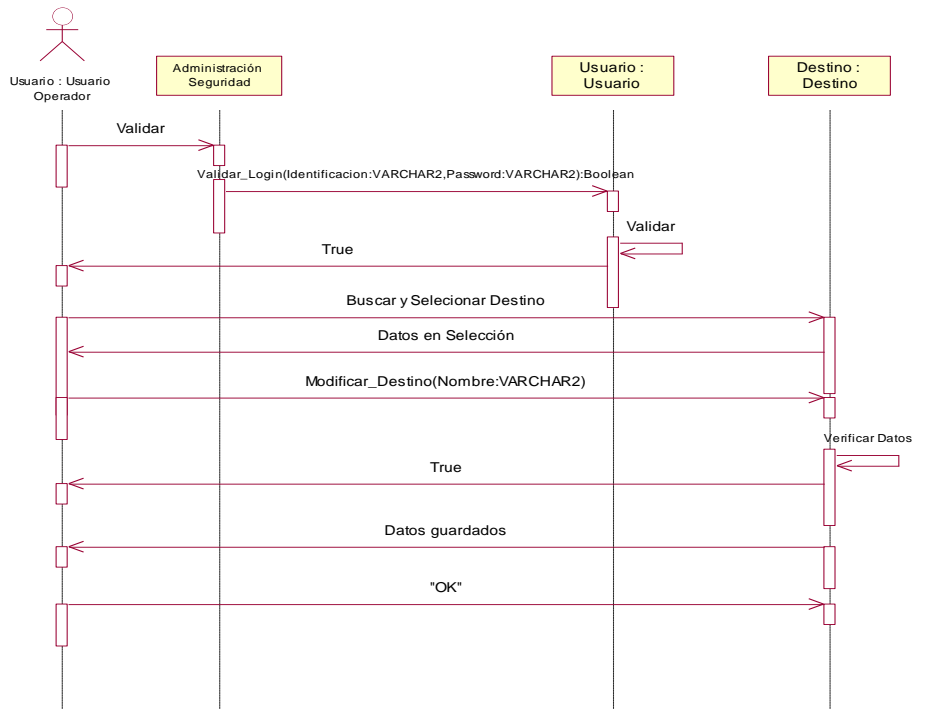 Usuario : Usuario
Operador
Administración
Seguridad
Usuario :
Usuario
Destino :
Destino
Validar
Validar_Login(Identificacion:VARCHAR2,Password:VARCHAR2):Boolean
Validar
True
Buscar y Selecionar Destino
Datos en Selección
Modificar_Destino(Nombre:VARCHAR2)
Verificar Datos
True
Datos guardados
"OK"